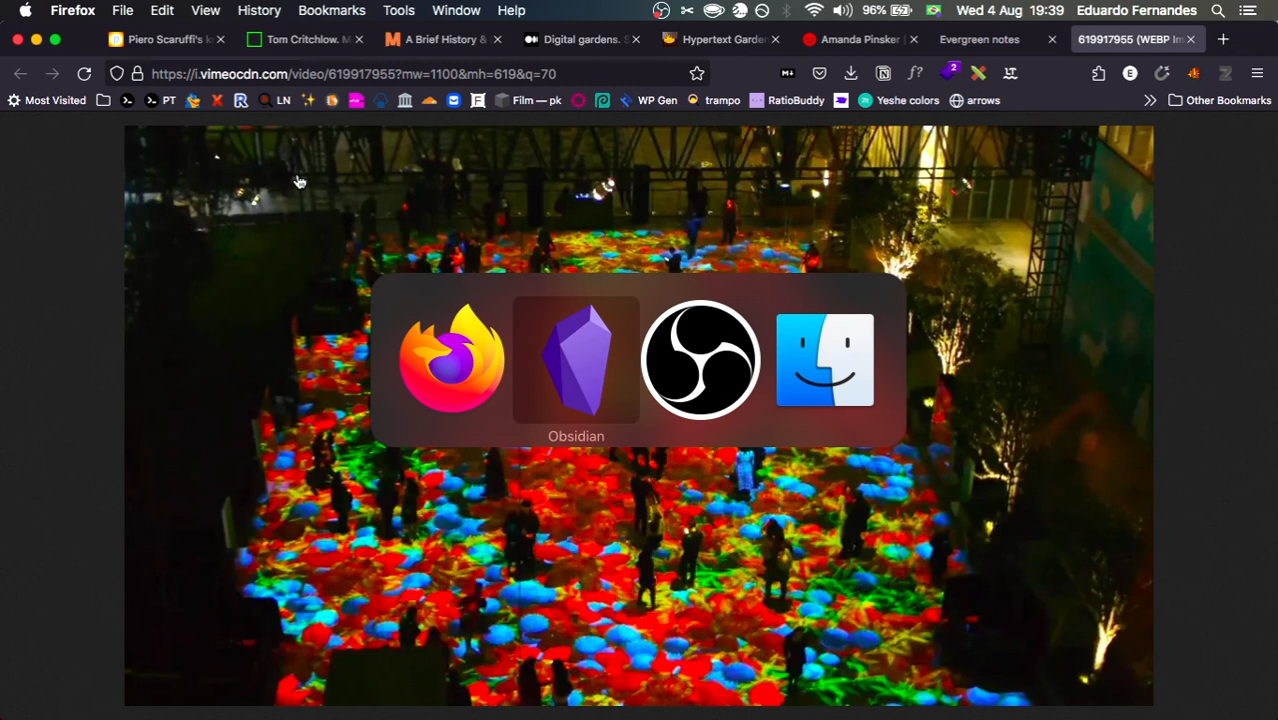 Firefox File Edit View History Bookmarks Tools Window Help 96% Wed 4 Aug 19:39 Eduardo Fernandes
Piero Scaruffi's k Tom Critchlow. M A Brief History & Digital gardens. S Hypertext Garde Amanda Pinsker Evergreen notes 619917955 (WEBP Im
https://i.vimeocdn.com/video/619917955?mw=1100&mh=619&q=70 2 E
Most Visited PT LN Film — pk WP Gen trampo RatioBuddy Yeshe colors arrows Other Bookmarks
Obsidian